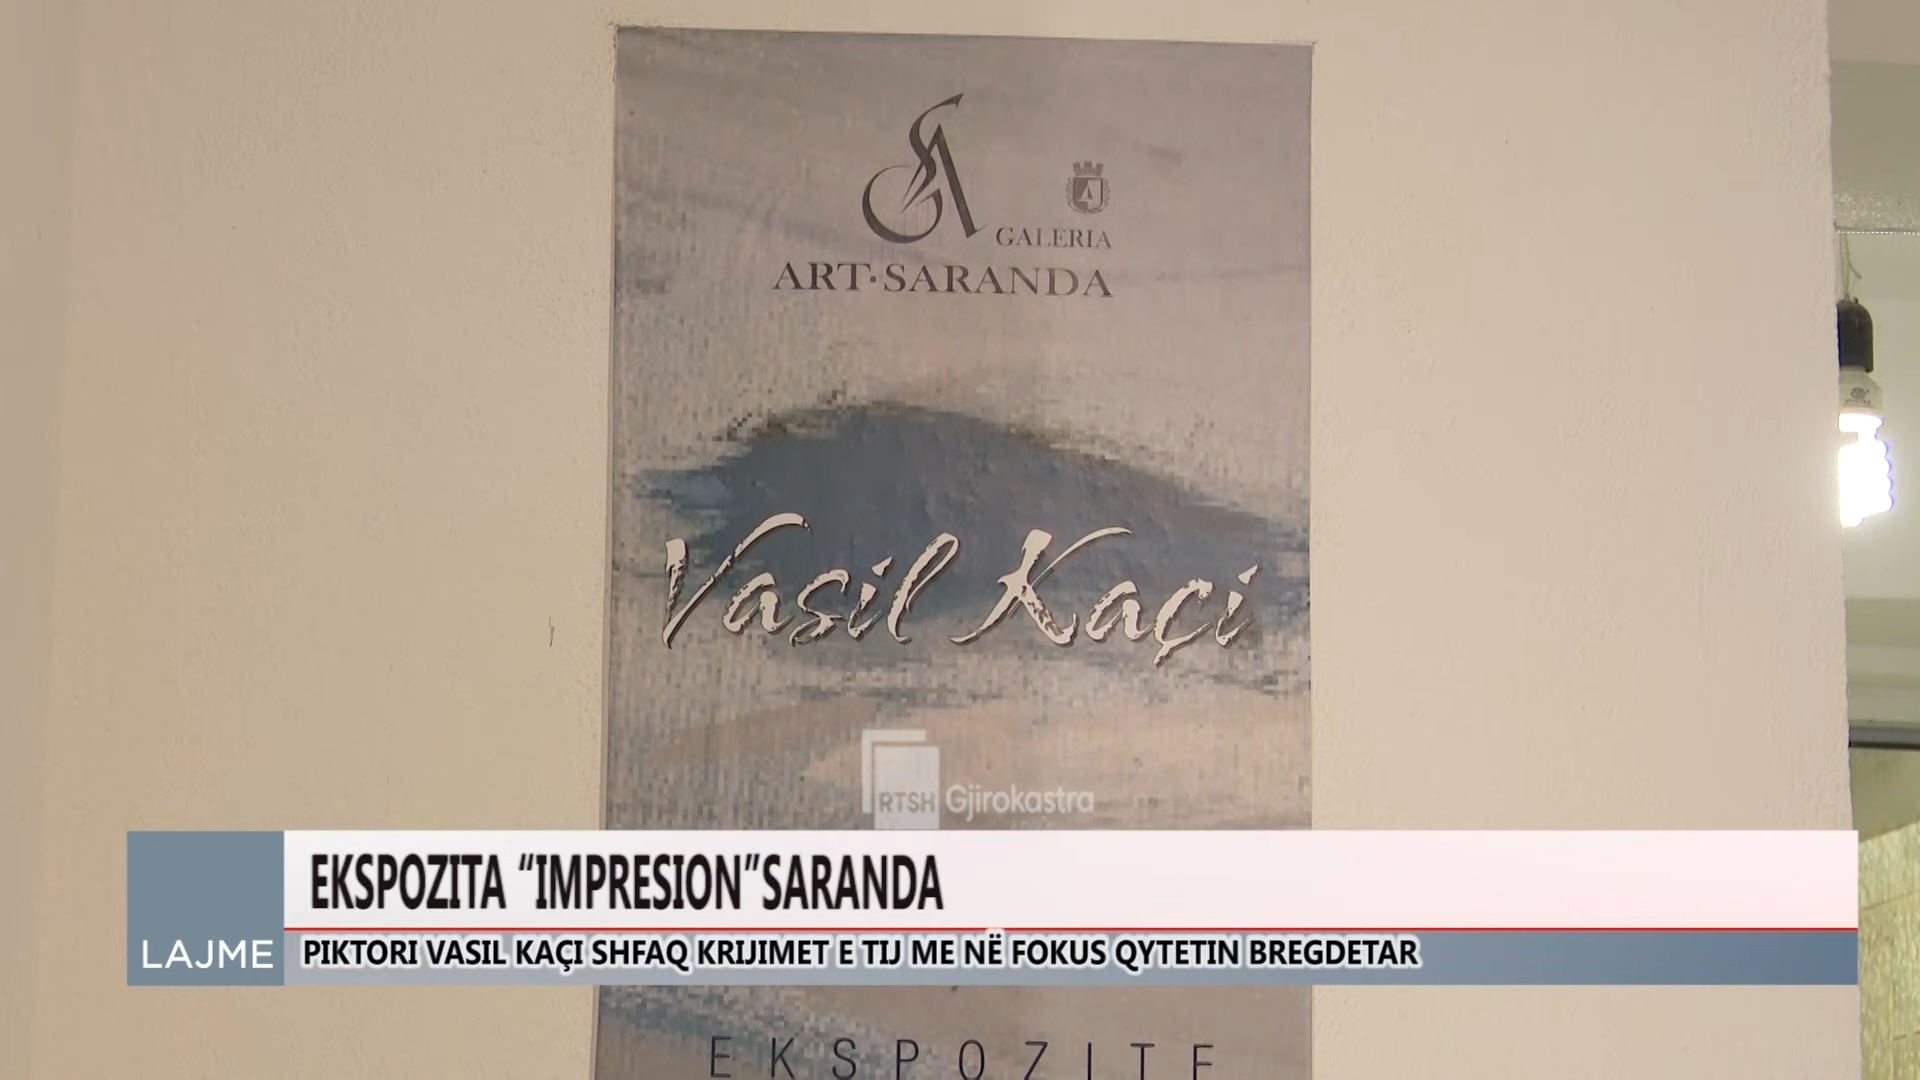 GALERIA
ART·SARANDA
Vasil Kaçi
RTSH Gjirokastra
EKSPOZITA “IMPRESION”SARANDA
LAJME
PIKTORI VASIL KAÇI SHFAQ KRIJIMET E TIJ ME NË FOKUS QYTETIN BREGDETAR
EKSPOZITE